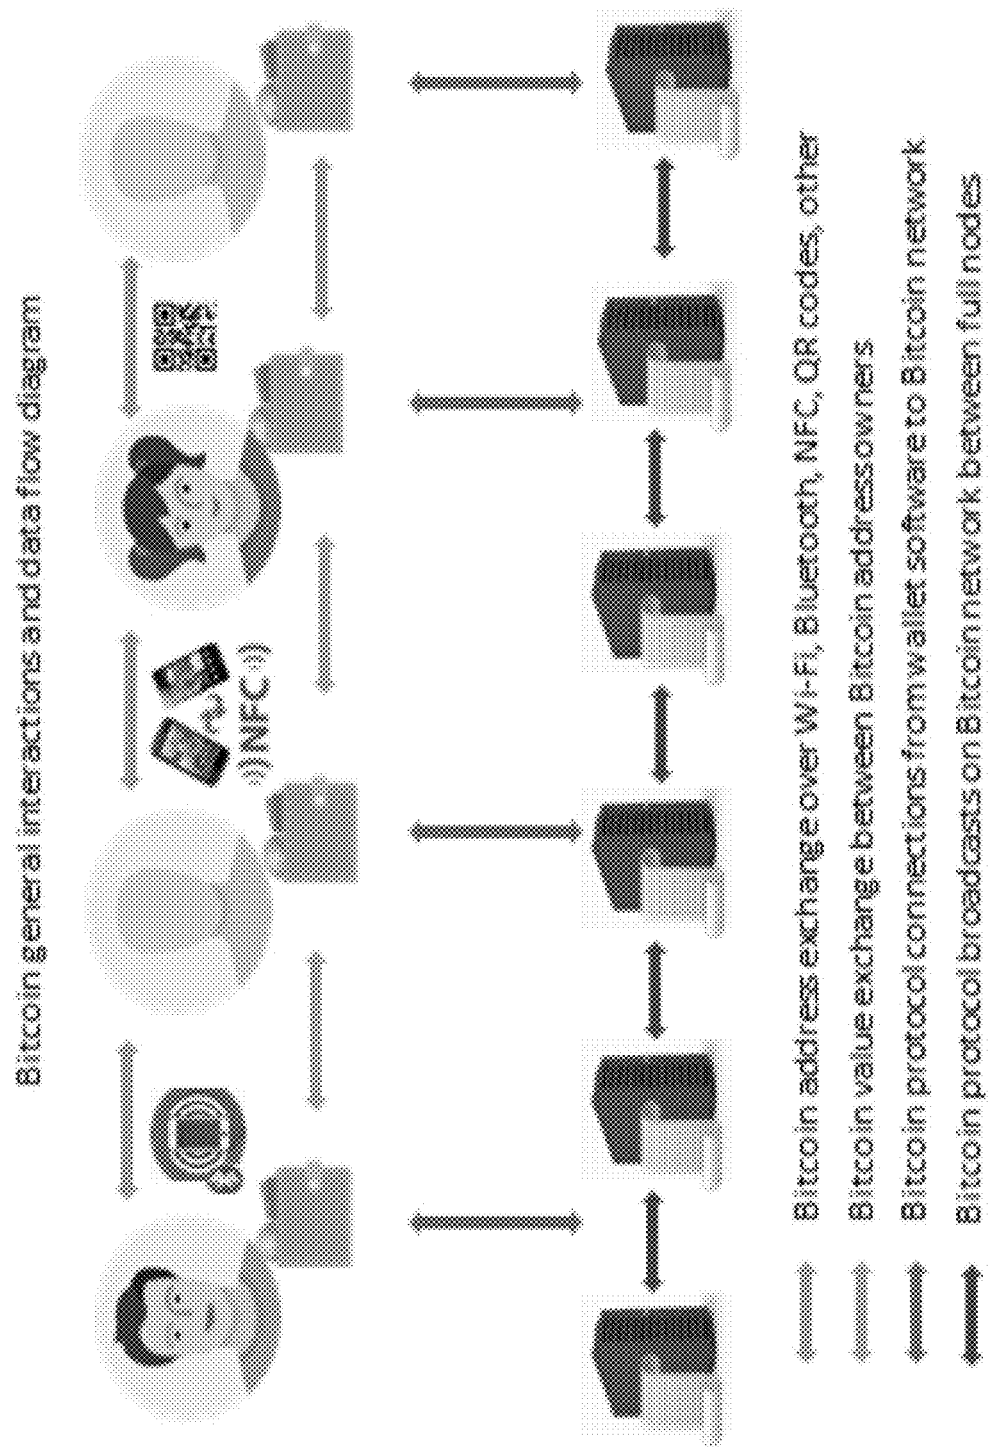 Bitcoin general interactions and data flow diagram
NFC
Bitcoin address exchange over Wi-Fi, Bluetooth, NFC, QR codes, other
Bitcoin value exchange between Bitcoin address owners
Bitcoin protocol connections from wallet software to Bitcoin network
Bitcoin protocol broadcasts on Bitcoin network between full nodes